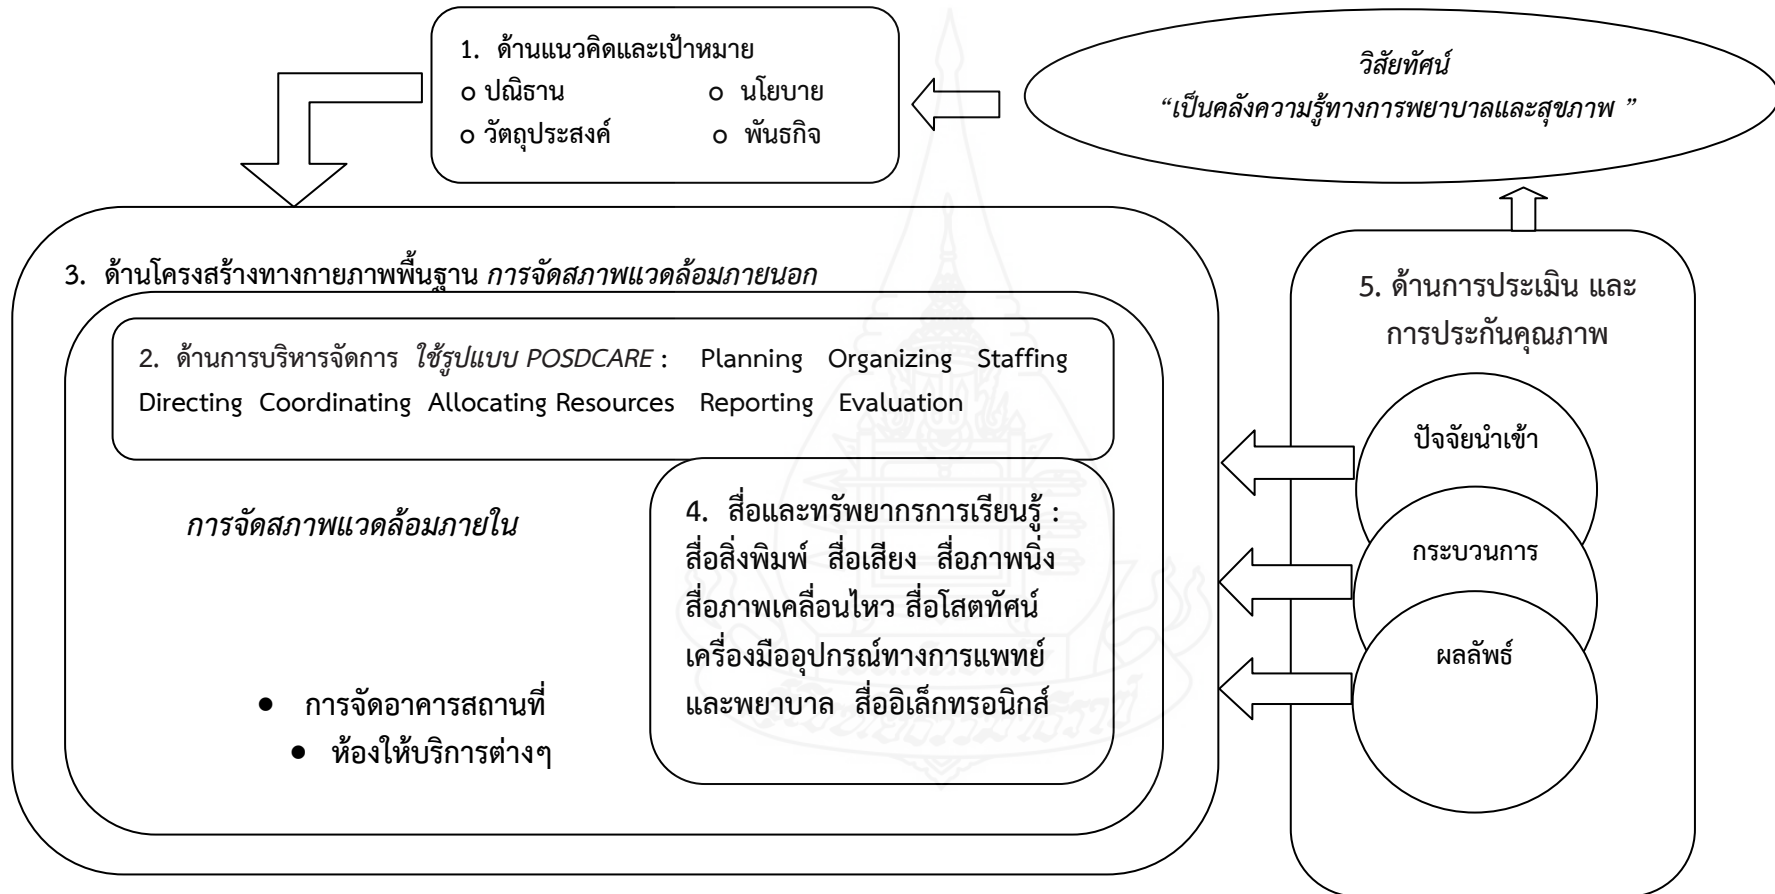 1. ด้านแนวคิดและเป้าหมาย
o ปณิธาน o นโยบาย
o วัตถุประสงค์ o พันธกิจ
วิสัยทัศน์
“เป็นคลังความรู้ทางการพยาบาลและสุขภาพ ”
3. ด้านโครงสร้างทางกายภาพพื้นฐาน การจัดสภาพแวดล้อมภายนอก
2. ด้านการบริหารจัดการ ใช้รูปแบบ POSDCARE : Planning Organizing Staffing
Directing Coordinating Allocating Resources Reporting Evaluation
การจัดสภาพแวดล้อมภายใน
• การจัดอาคารสถานที่
• ห้องให้บริการต่างๆ
4. สื่อและทรัพยากรการเรียนรู้ :
สื่อสิ่งพิมพ์ สื่อเสียง สื่อภาพนิ่ง
สื่อภาพเคลื่อนไหว สื่อโสตทัศน์
เครื่องมืออุปกรณ์ทางการแพทย์
และพยาบาล สื่ออิเล็กทรอนิกส์
5. ด้านการประเมิน และ
การประกันคุณภาพ
ปัจจัยนำเข้า
กระบวนการ
ผลลัพธ์